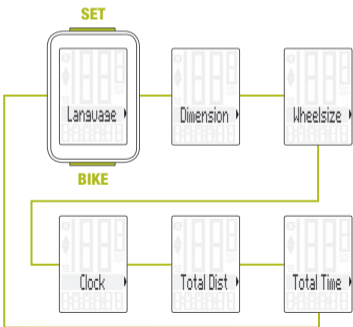 SET
Language
Dimension
Wheelsize
BIKE
Clock
Total Dist
Total Time